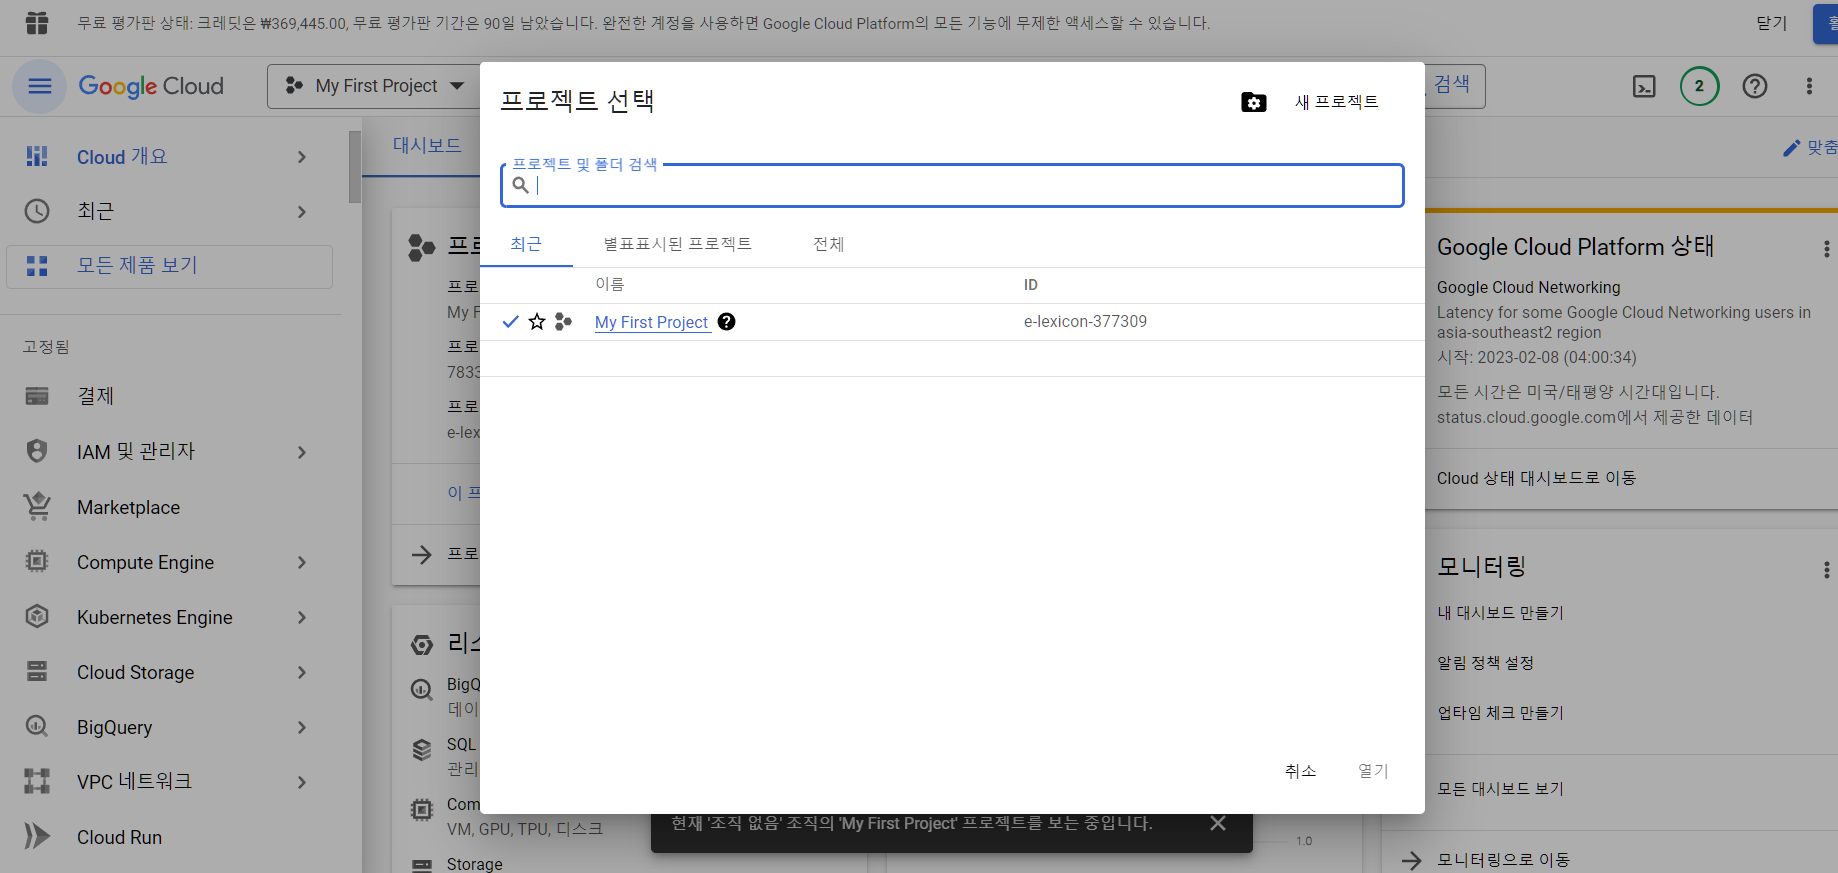 무료 평가판 상태: 크레딧은 ₩369,445.00, 무료 평가판 기간은 90일 남았습니다. 완전한 계정을 사용하면 Google Cloud Platform의 모든 기능에 무제한 액세스할 수 있습니다.
닫기
Google Cloud
My First Project
검색
2
Cloud 개요
최근
모든 제품 보기
고정됨
결제
IAM 및 관리자
Marketplace
Compute Engine
Kubernetes Engine
Cloud Storage
BigQuery
VPC 네트워크
Cloud Run
대시보드
맞춤
프로
My F
프로
7833
프로
e-lex
이 프
프로
BigQ
데이
SQL
관리
Com
VM, GPU, TPU, 디스크
Storage
프로젝트 선택
새 프로젝트
프로젝트 및 폴더 검색
최근
별표표시된 프로젝트
전체
이름
ID
My First Project
e-lexicon-377309
취소
열기
현재 '조직 없음' 조직의 'My First Project' 프로젝트를 보는 중입니다.
1.0
Google Cloud Platform 상태
Google Cloud Networking
Latency for some Google Cloud Networking users in
asia-southeast2 region
시작: 2023-02-08 (04:00:34)
모든 시간은 미국/태평양 시간대입니다.
status.cloud.google.com에서 제공한 데이터
Cloud 상태 대시보드로 이동
모니터링
내 대시보드 만들기
알림 정책 설정
업타임 체크 만들기
모든 대시보드 보기
모니터링으로 이동